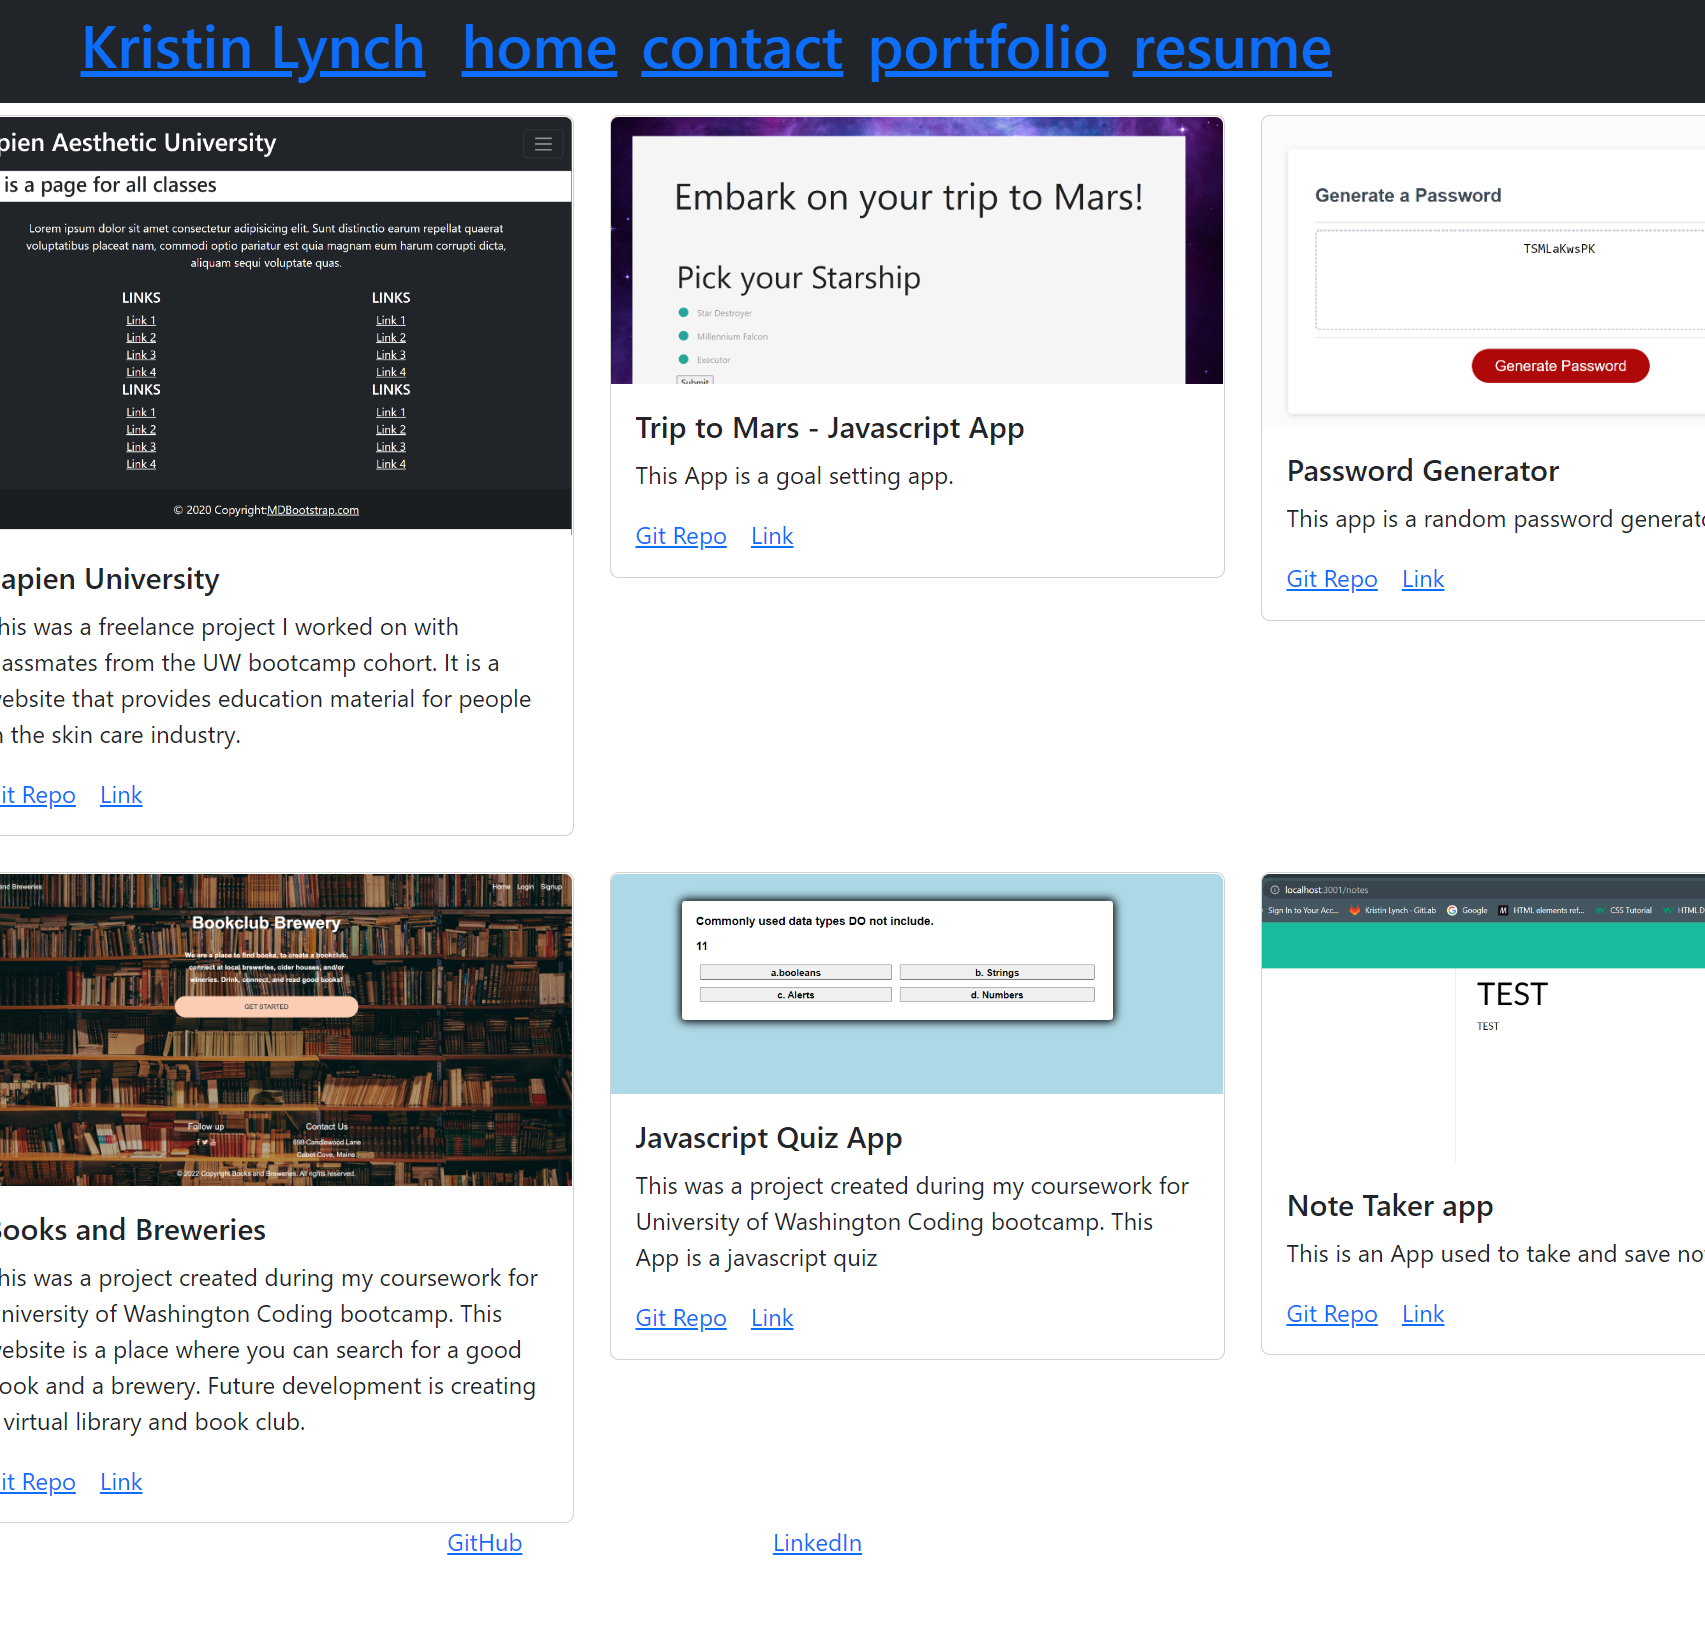 Kristin Lynch home contact portfolio resume
pien Aesthetic University
is a page for all classes
Lorem ipsum dolor sit amet consectetur adipisicing elit. Sunt distinctio earum repellat quaerat
voluptatibus placeat nam, commodi optio pariatur est quia magnam eum harum corrupti dicta,
aliquam sequi voluptate quas.
LINKS LINKS
Link 1 Link 1
Link 2 Link 2
Link 3 Link 3
Link 4 Link 4
LINKS LINKS
Link 1 Link 1
Link 2 Link 2
Link 3 Link 3
Link 4 Link 4
© 2020 Copyright:MDBootstrap.com
apien University
his was a freelance project I worked on with
assmates from the UW bootcamp cohort. It is a
ebsite that provides education material for people
the skin care industry.
it Repo Link
Embark on your trip to Mars!
Pick your Starship
Star Destroyer
Millennium Falcon
Executor
Submit
Trip to Mars - Javascript App
This App is a goal setting app.
Git Repo Link
Generate a Password
TSMLaKwsPK
Generate Password
Password Generator
This app is a random password generato
Git Repo Link
and Breweries Home Login Signup
Bookclub Brewery
We are a place to find books, to create a bookclub,
connect at local breweries, cider houses, and/or
wineries. Drink, connect, and read good books!
GET STARTED
Follow up Contact Us
698 Candlewood Lane
Cabot Cove, Maine
© 2022 Copyright Books and Breweries. All rights reserved.
ooks and Breweries
his was a project created during my coursework for
niversity of Washington Coding bootcamp. This
ebsite is a place where you can search for a good
ook and a brewery. Future development is creating
virtual library and book club.
it Repo Link
Commonly used data types DO not include.
11
a.booleans b. Strings
c. Alerts d. Numbers
Javascript Quiz App
This was a project created during my coursework for
University of Washington Coding bootcamp. This
App is a javascript quiz
Git Repo Link
localhost:3001/notes
Sign In to Your Acc... Kristin Lynch · GitLab Google HTML elements ref... CSS Tutorial HTML D
TEST
TEST
Note Taker app
This is an App used to take and save no
Git Repo Link
GitHub LinkedIn